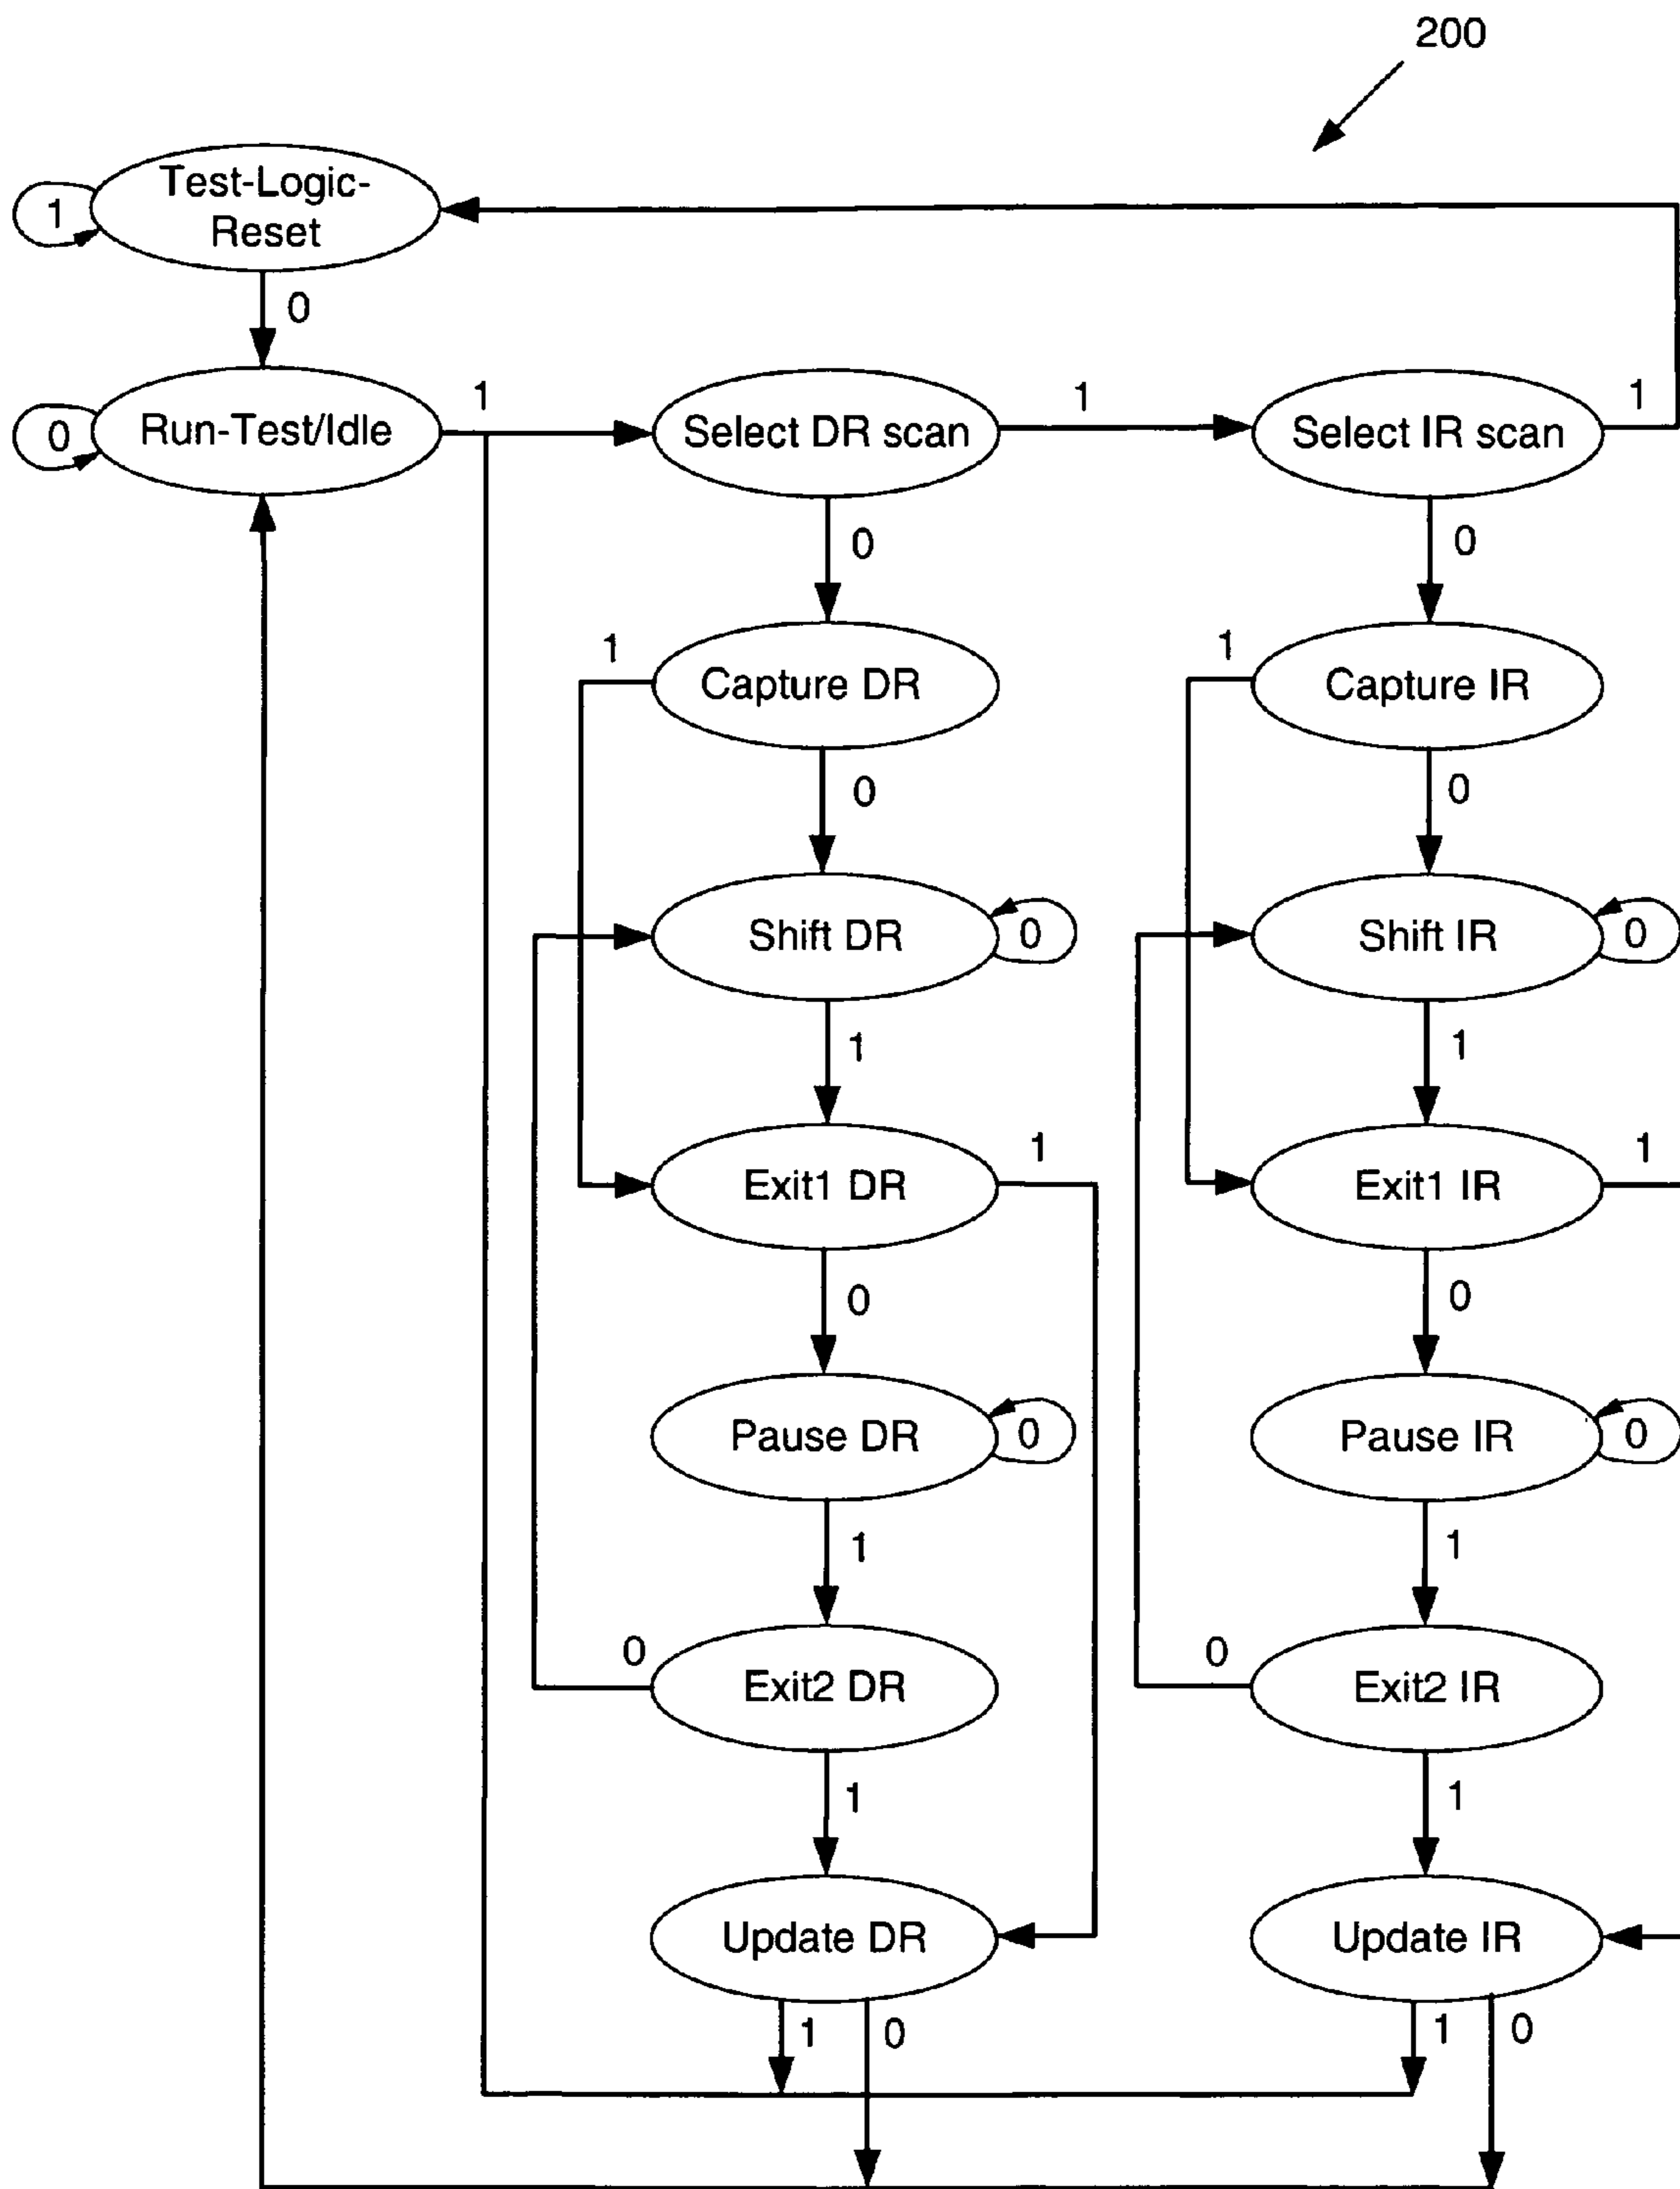 200
Test-Logic-
Reset
1
0
Run-Test/Idle
0
1
Select DR scan
1
Select IR scan
1
0
0
1
Capture DR
1
Capture IR
0
0
Shift DR
0
Shift IR
0
1
1
Exit1 DR
1
Exit1 IR
1
0
0
Pause DR
0
Pause IR
0
1
1
0
Exit2 DR
0
Exit2 IR
1
1
Update DR
Update IR
1
0
1
0